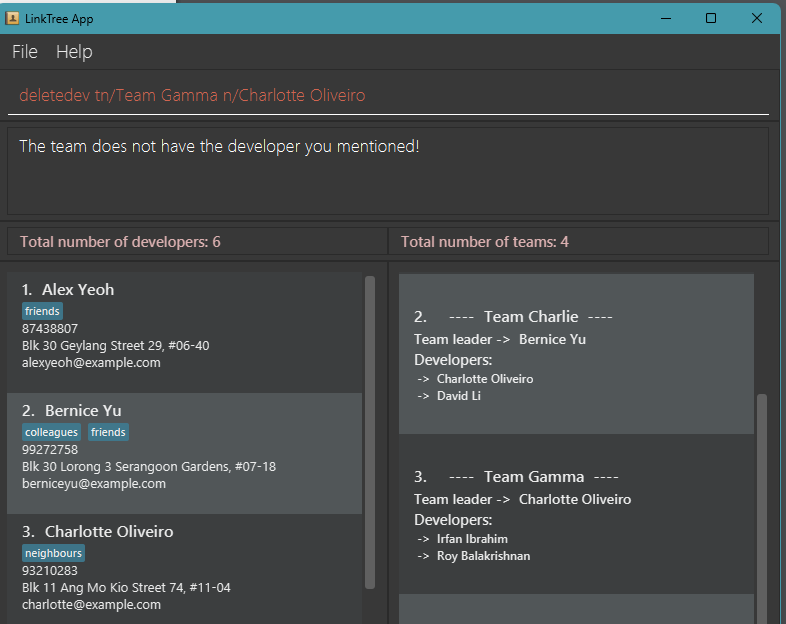 LinkTree App
File Help
deletedev tn/Team Gamma n/Charlotte Oliveiro
The team does not have the developer you mentioned!
Total number of developers: 6
Total number of teams: 4
1. Alex Yeoh
friends
87438807
Blk 30 Geylang Street 29, #06-40
alexyeoh@example.com
2. Bernice Yu
colleagues friends
99272758
Blk 30 Lorong 3 Serangoon Gardens, #07-18
berniceyu@example.com
3. Charlotte Oliveiro
neighbours
93210283
Blk 11 Ang Mo Kio Street 74, #11-04
charlotte@example.com
2. ---- Team Charlie ----
Team leader -> Bernice Yu
Developers:
-> Charlotte Oliveiro
-> David Li
3. ---- Team Gamma ----
Team leader -> Charlotte Oliveiro
Developers:
-> Irfan Ibrahim
-> Roy Balakrishnan